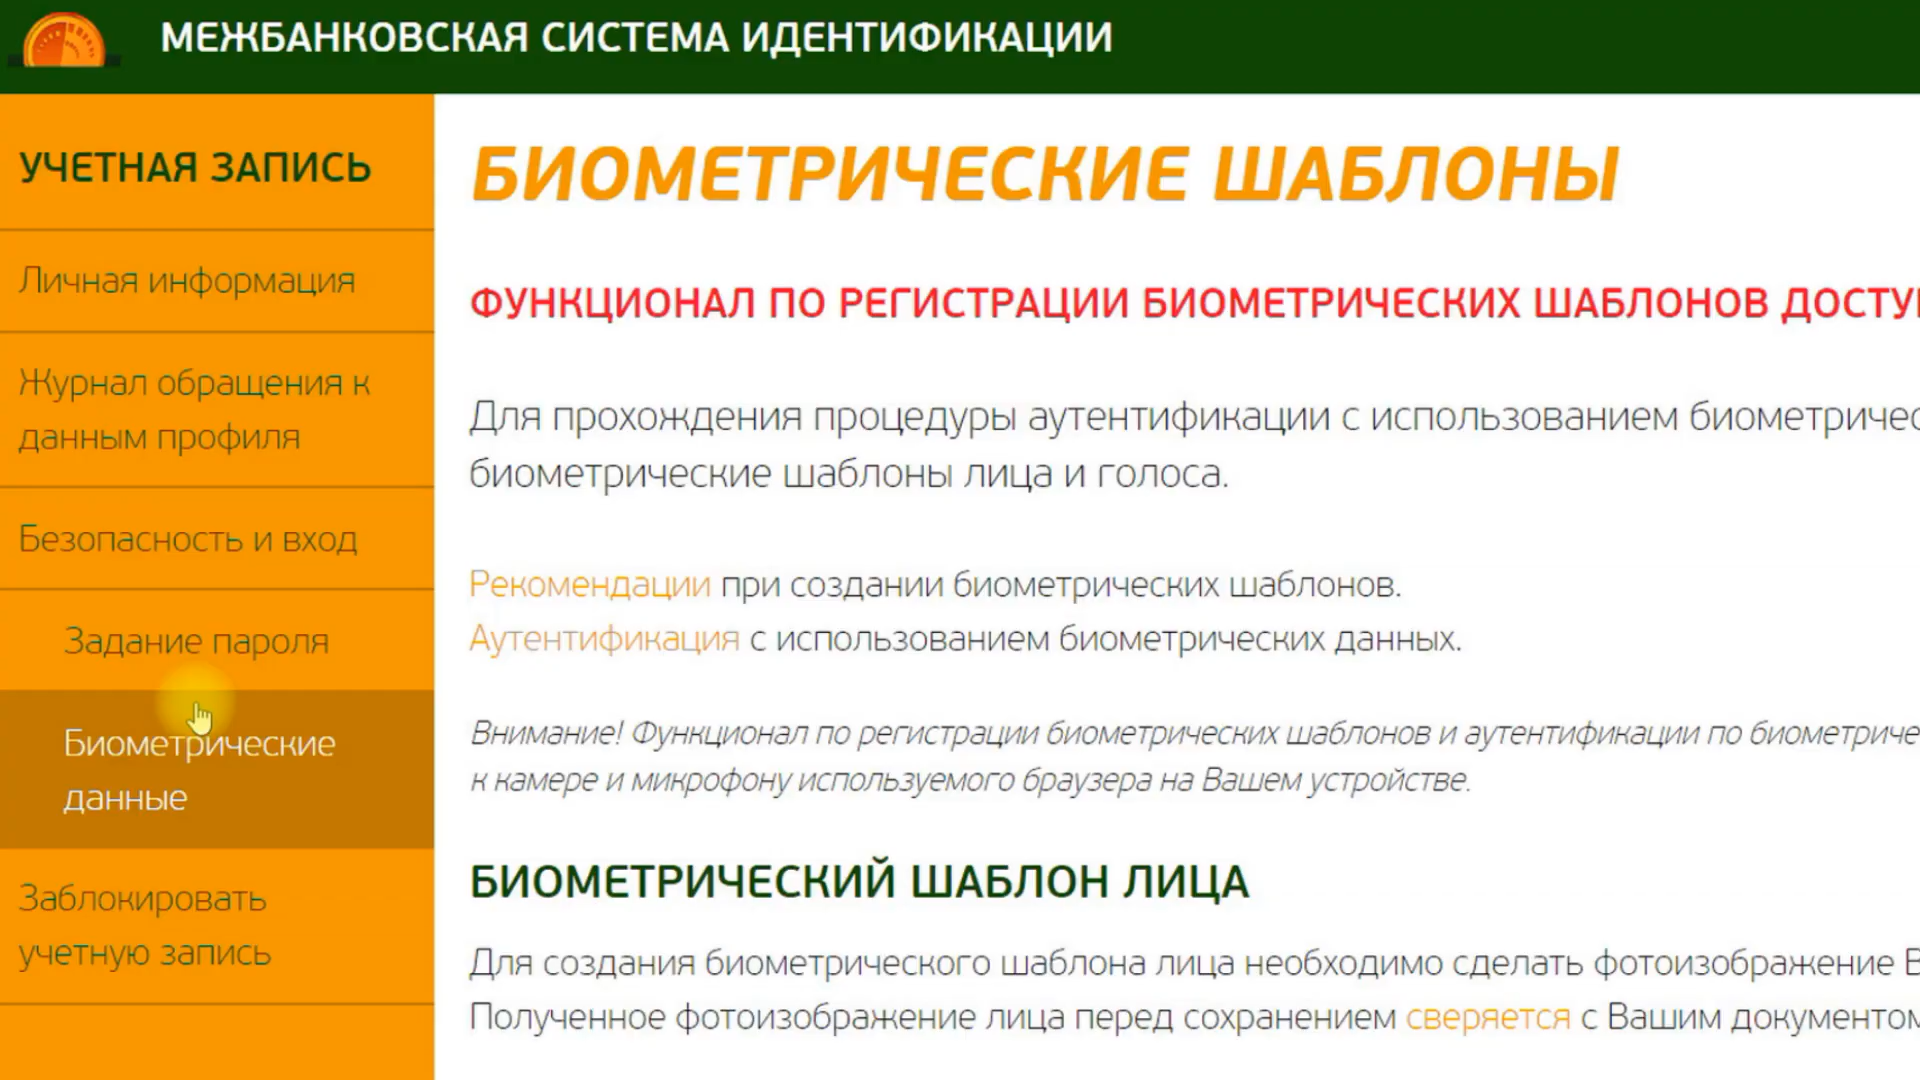 МЕЖБАНКОВСКАЯ СИСТЕМА ИДЕНТИФИКАЦИИ
УЧЕТНАЯ ЗАПИСЬ
Личная информация
Журнал обращения к
данным профиля
Безопасность и вход
Задание пароля
Биометрические
данные
Заблокировать
учетную запись
БИОМЕТРИЧЕСКИЕ ШАБЛОНЫ
ФУНКЦИОНАЛ ПО РЕГИСТРАЦИИ БИОМЕТРИЧЕСКИХ ШАБЛОНОВ
Для прохождения процедуры аутентификации с использованием
биометрические шаблоны лица и голоса.
Рекомендации при создании биометрических шаблонов.
Аутентификация с использованием биометрических данных.
Внимание! Функционал по регистрации биометрических шаблонов и аутентификации по
к камере и микрофону используемого браузера на Вашем устройстве.
БИОМЕТРИЧЕСКИЙ ШАБЛОН ЛИЦА
Для создания биометрического шаблона лица необходимо сделать фотоизображение
Полученное фотоизображение лица перед сохранением сверяется с Вашим документом